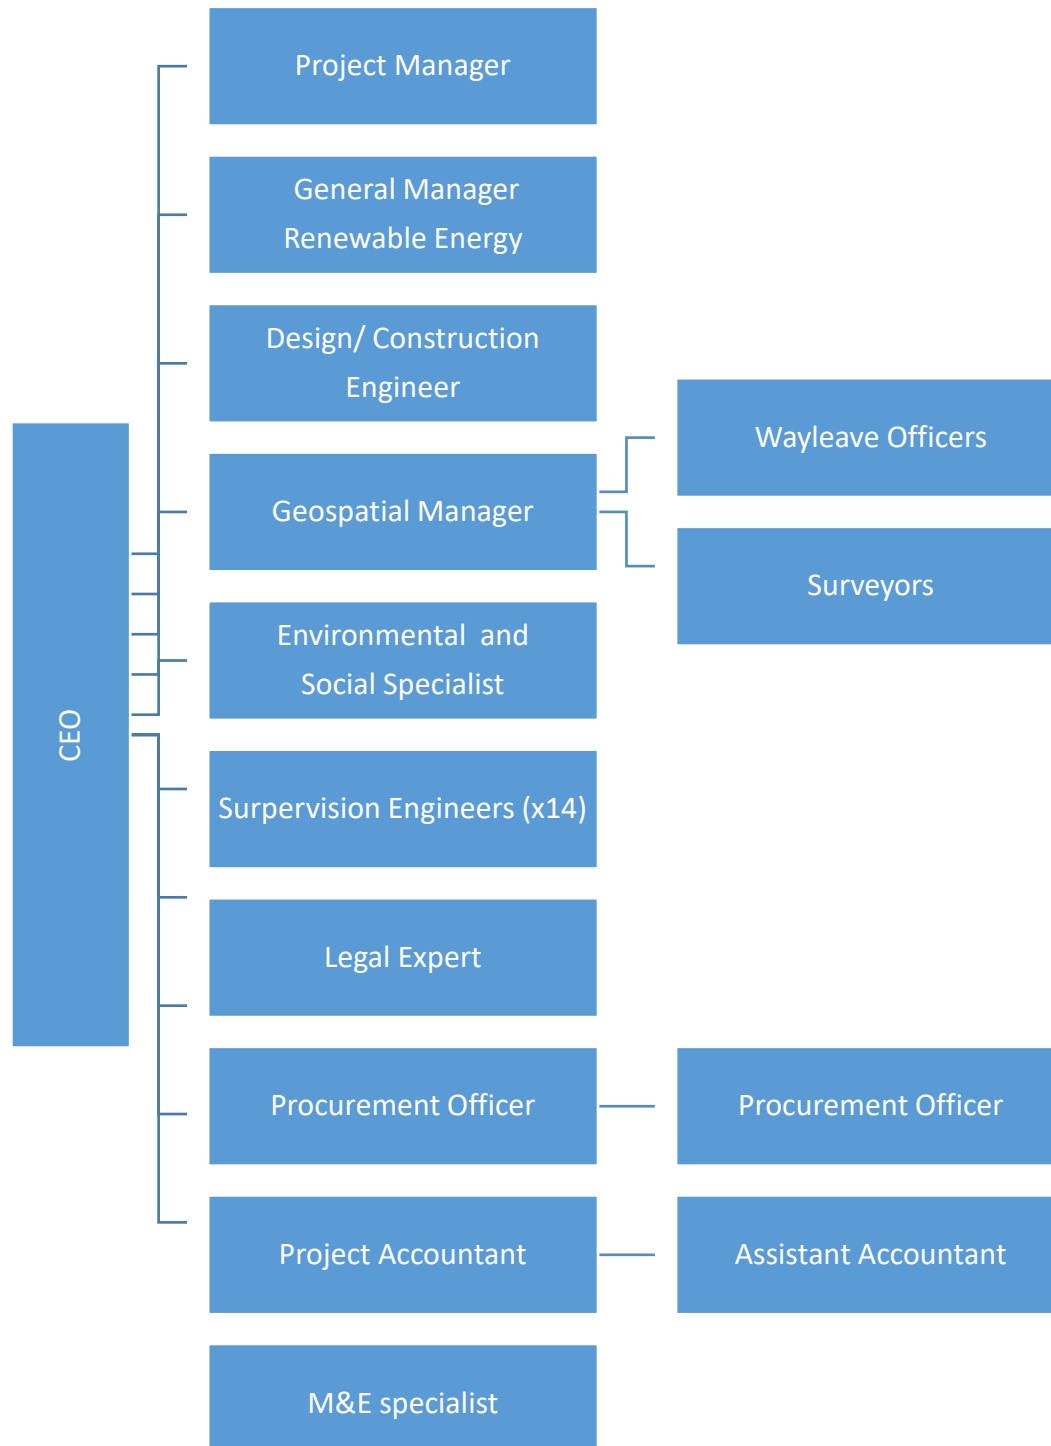 CEO
Project Manager
General Manager
Renewable Energy
Design/ Construction
Engineer
Geospatial Manager
Wayleave Officers
Surveyors
Environmental  and
Social Specialist
Surpervision Engineers (x14)
Legal Expert
Procurement Officer
Procurement Officer
Project Accountant
Assistant Accountant
M&E specialist